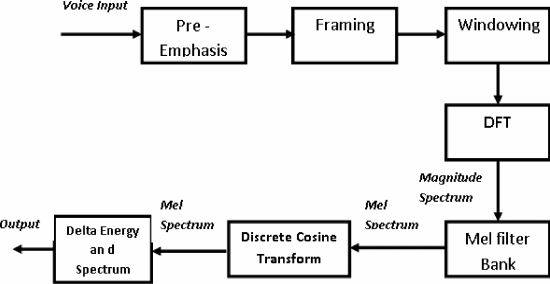 Voice Input
Pre -
Emphasis
Framing
Windowing
DFT
Magnitude
Spectrum
Mel filter
Bank
Mel
Spectrum
Discrete Cosine
Transform
Mel
Spectrum
Delta Energy
an d
Spectrum
Output